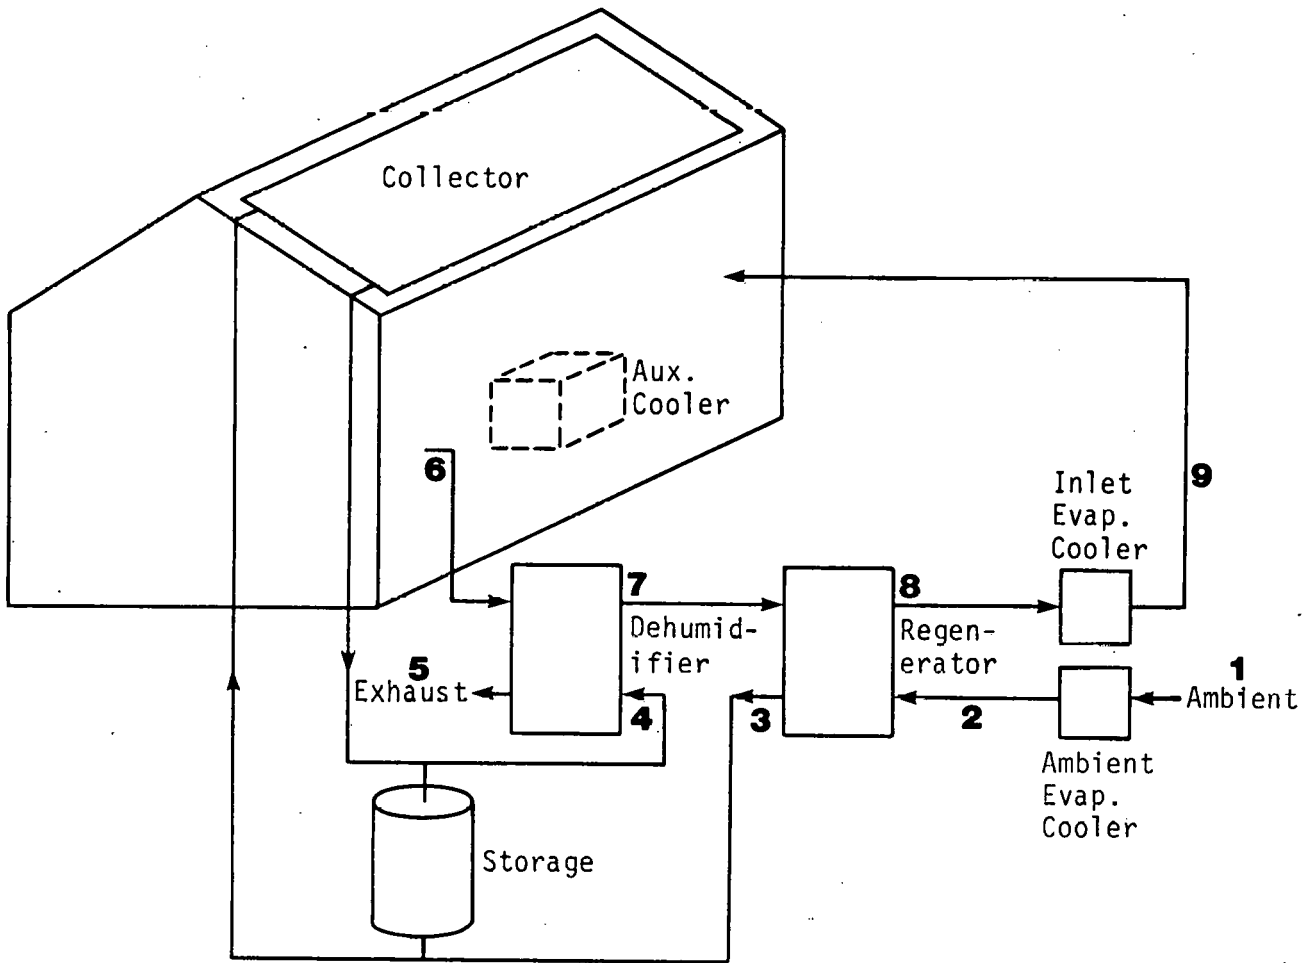 Collector
Aux.
Cooler
6
9
Inlet
Evap.
Cooler
7
8
Dehumid-
ifier
Regen-
erator
5
Exhaust
4
3
2
1
Ambient
Ambient
Evap.
Cooler
Storage